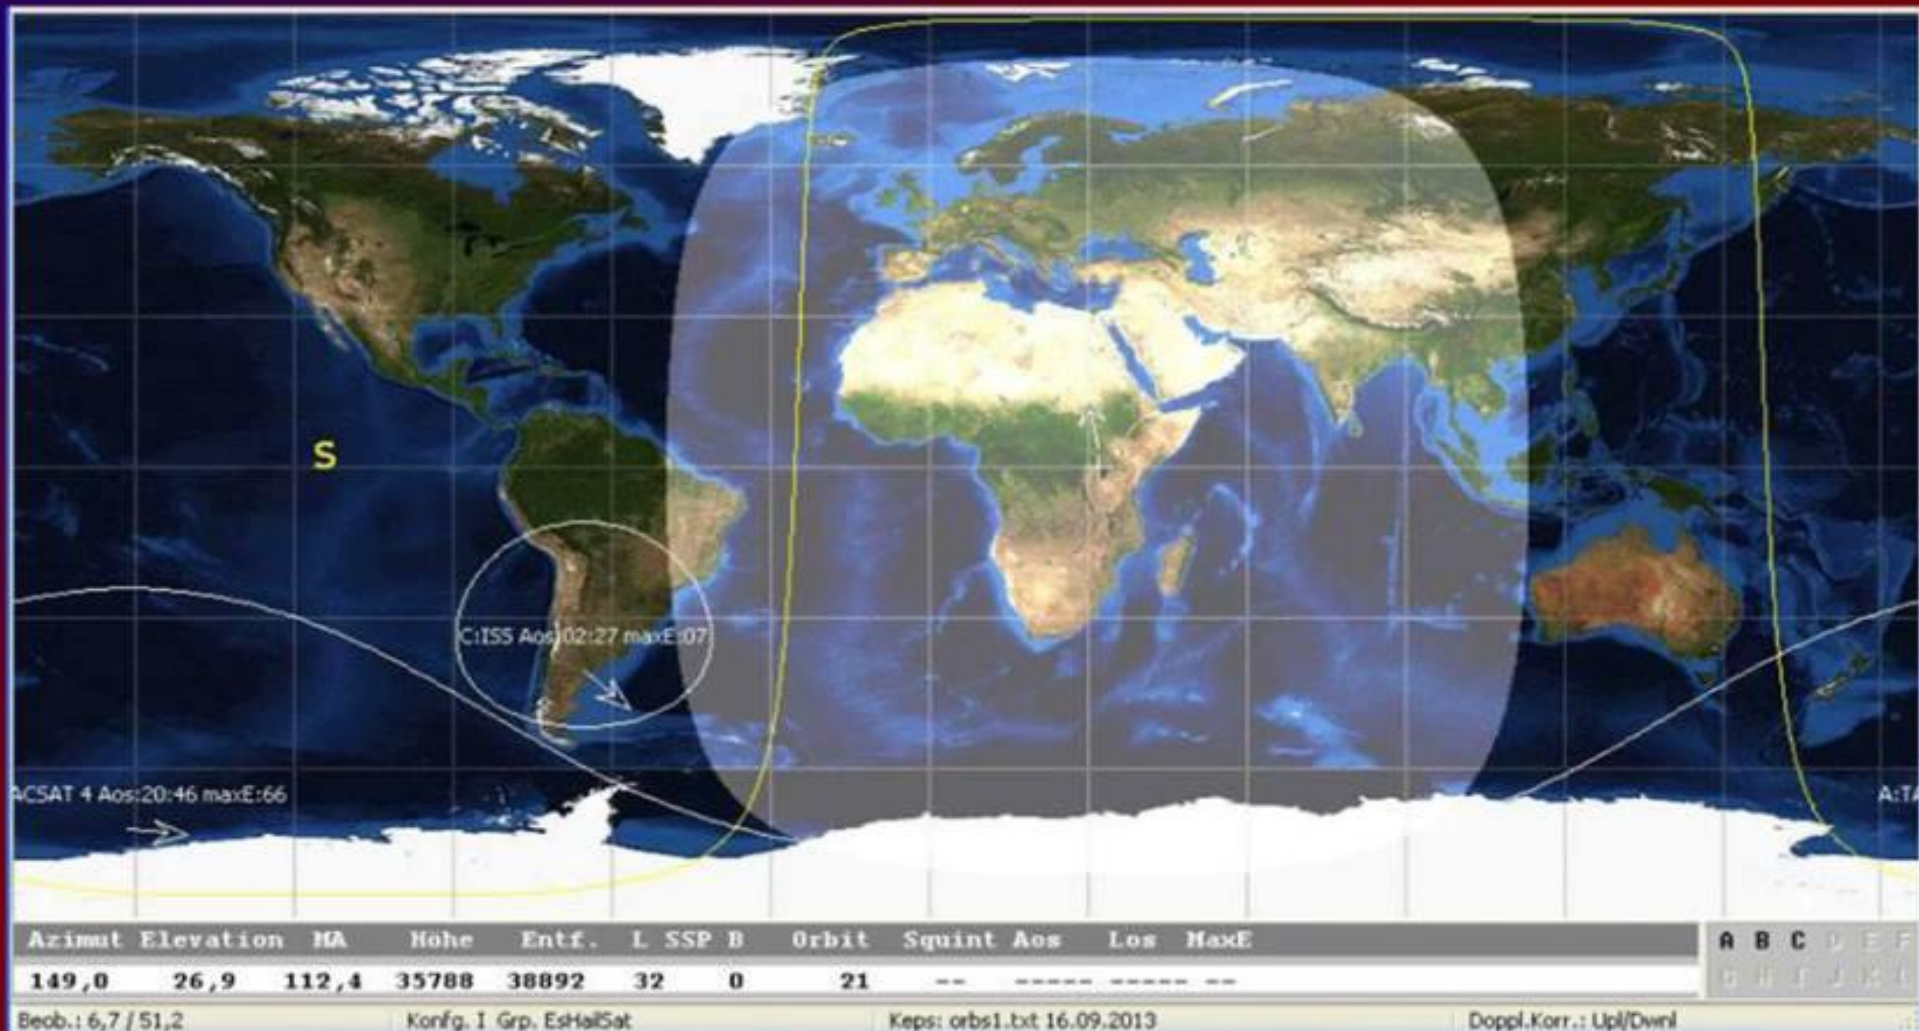 S
C:ISS Aos:02:27 maxE:07
ACSAT 4 Aos:20:46 maxE:66
A:TA
Azimut Elevation MA Höhe Entf. L SSP B Orbit Squint Aos Los MaxE
149,0 26,9 112,4 35788 38892 32 0 21 -- ----- ----- --
A B C D E F
G H I J K L
Beob.: 6,7 / 51,2 Konfg. I Grp. EsHailSat Keps: orbs1.txt 16.09.2013 Doppl.Korr.: Upl/Dwnl